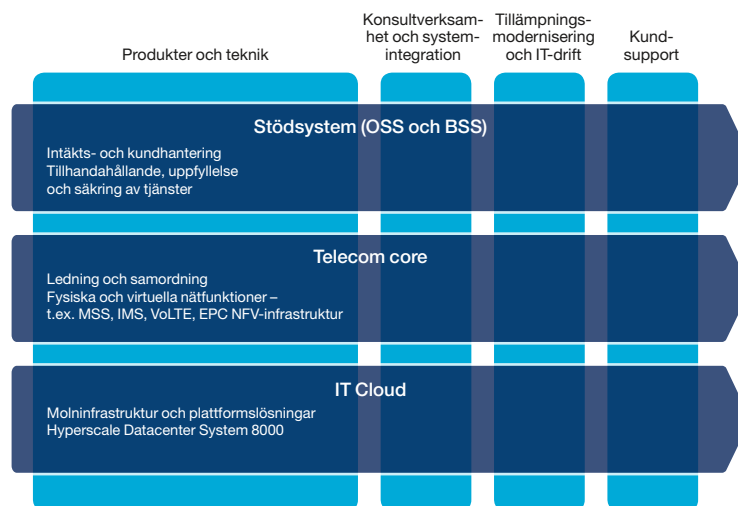 Produkter och teknik
Konsultverksam-
het och system-
integration
Tillämpnings-
modernisering
och IT-drift
Kund-
support
Stödsystem (OSS och BSS)
Intäkts- och kundhantering
Tillhandahållande, uppfyllelse
och säkring av tjänster
Telecom core
Ledning och samordning
Fysiska och virtuella nätfunktioner –
t.ex. MSS, IMS, VoLTE, EPC NFV-infrastruktur
IT Cloud
Molninfrastruktur och plattformslösningar
Hyperscale Datacenter System 8000